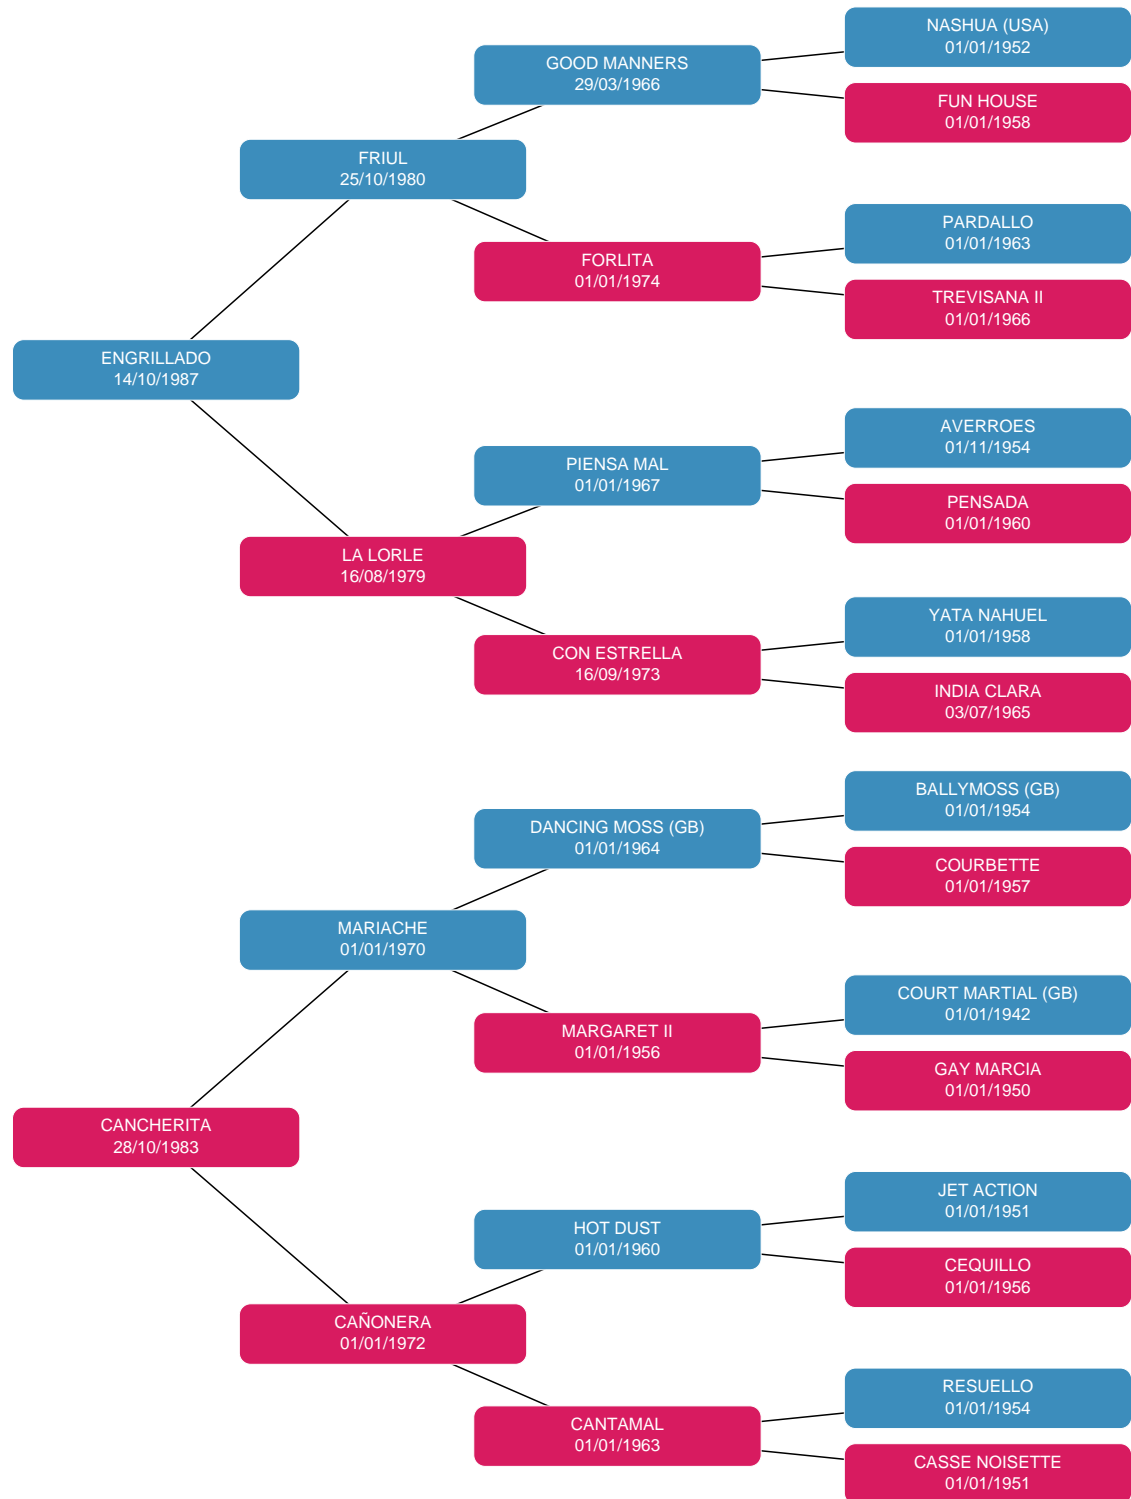 NASHUA (USA)
01/01/1952
GOOD MANNERS
29/03/1966
FUN HOUSE
01/01/1958
FRIUL
25/10/1980
PARDALLO
01/01/1963
FORLITA
01/01/1974
TREVISANA II
01/01/1966
ENGRILLADO
14/10/1987
AVERROES
01/11/1954
PIENSA MAL
01/01/1967
PENSADA
01/01/1960
LA LORLE
16/08/1979
YATA NAHUEL
01/01/1958
CON ESTRELLA
16/09/1973
INDIA CLARA
03/07/1965
BALLYMOSS (GB)
01/01/1954
DANCING MOSS (GB)
01/01/1964
COURBETTE
01/01/1957
MARIACHE
01/01/1970
COURT MARTIAL (GB)
01/01/1942
MARGARET II
01/01/1956
GAY MARCIA
01/01/1950
CANCHERITA
28/10/1983
JET ACTION
01/01/1951
HOT DUST
01/01/1960
CEQUILLO
01/01/1956
CAÑONERA
01/01/1972
RESUELLO
01/01/1954
CANTAMAL
01/01/1963
CASSE NOISETTE
01/01/1951